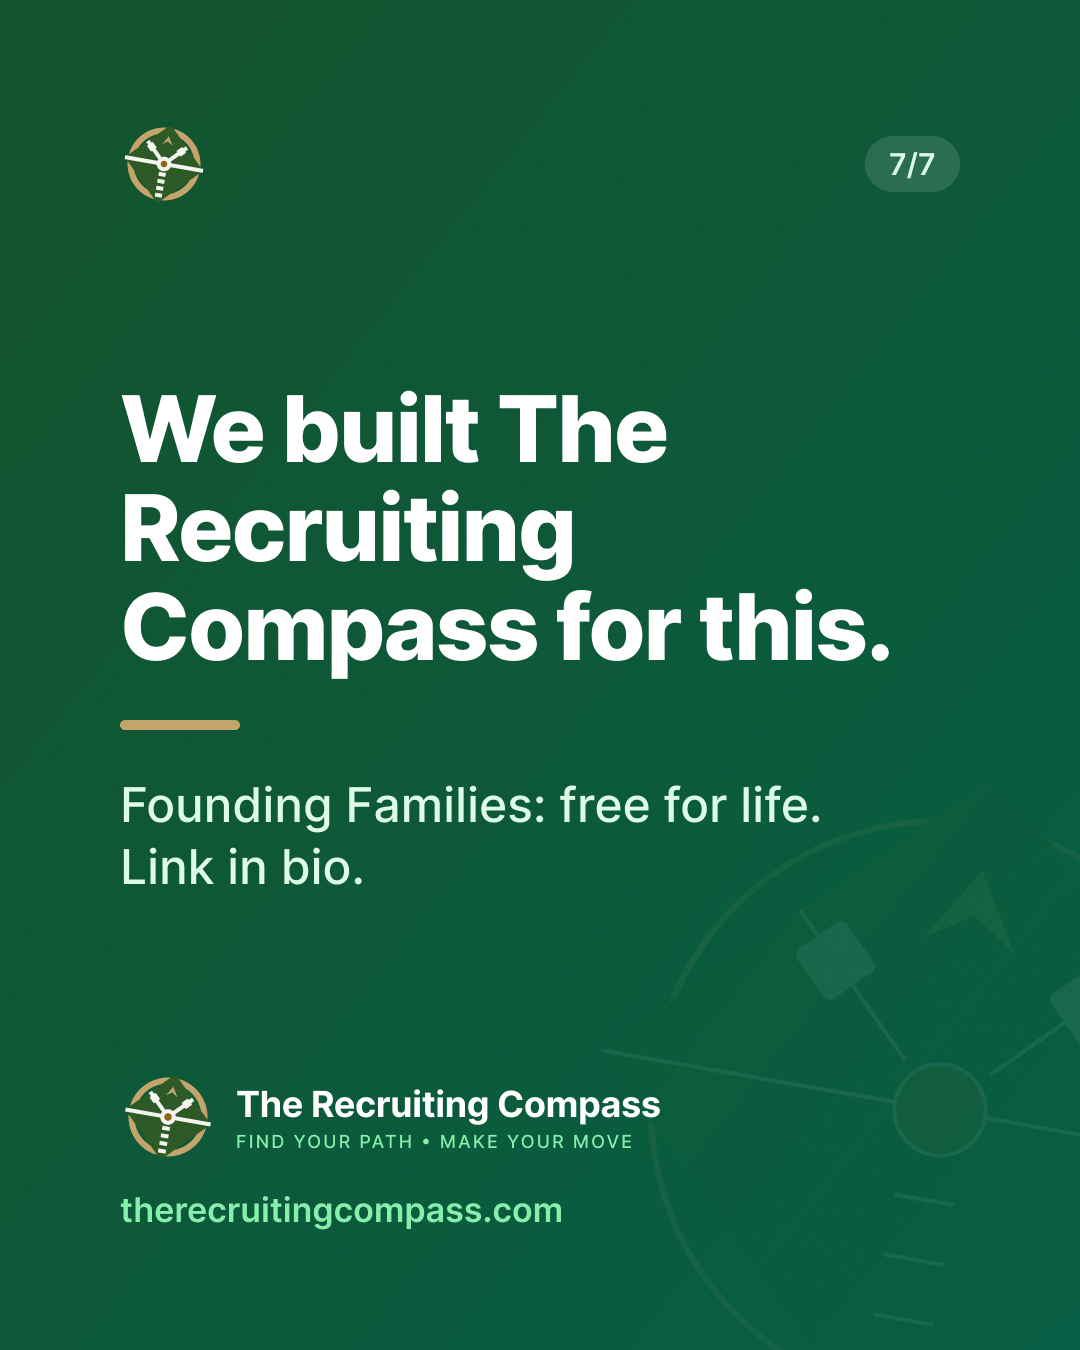 7/7
We built The
Recruiting
Compass for this.
Founding Families: free for life.
Link in bio.
The Recruiting Compass
FIND YOUR PATH • MAKE YOUR MOVE
therecruitingcompass.com